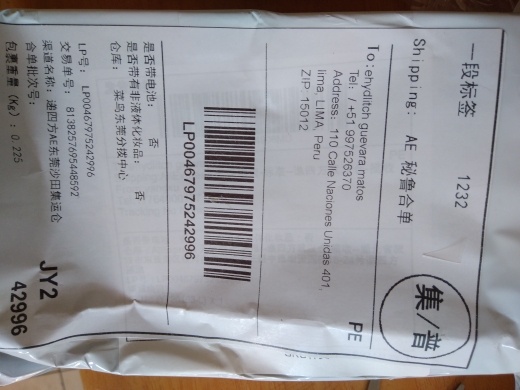 一段标签 1232
Shipping: AE 秘鲁合单
集/普
PE
To:ehyditoh guevara matos
Tel: / +51 997526370
Address: 110 Calle Naciones Unidas 401,
lima, LIMA, Peru
ZIP: 15012
LP00467975242996
是否带电池: 否
是否带有非液体化妆品: 否
仓库: 菜鸟东莞分拨中心
LP号: LP00467975242996
交易单号: 8138257695448592
渠道名称: 递四方AE东莞沙田集运仓
合单批次号:
包裹重量(Kg): 0.225
JY2
42996